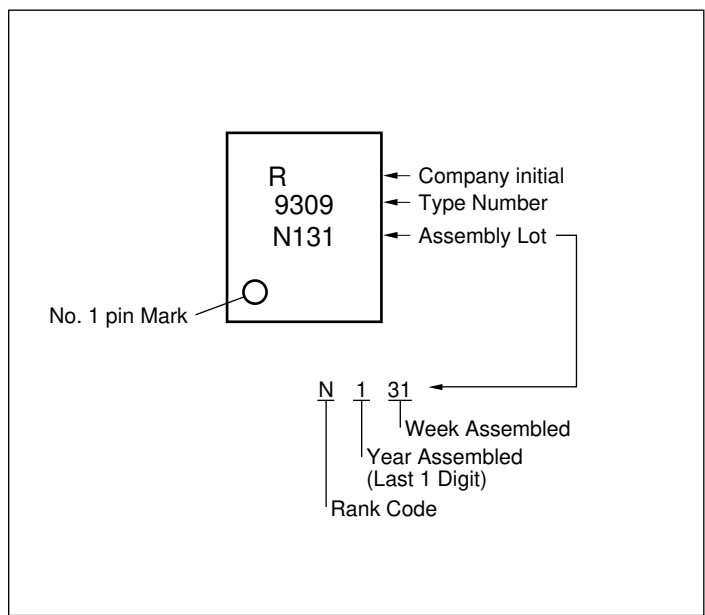 R
9309
N131
Company initial
Type Number
Assembly Lot
No. 1 pin Mark
N 1 31
Week Assembled
Year Assembled
(Last 1 Digit)
Rank Code